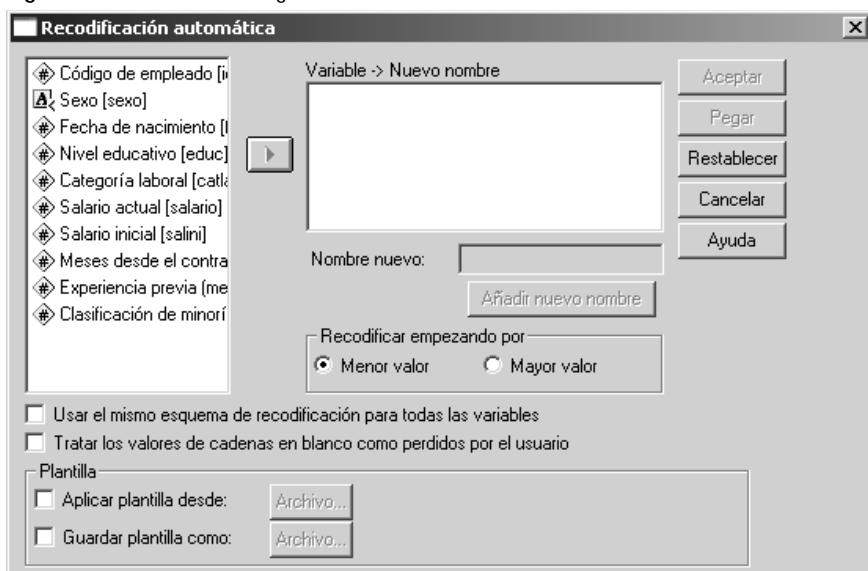 Recodificación automática
Código de empleado [i
Sexo [sexo]
Fecha de nacimiento [
Nivel educativo [educ]
Categoría laboral [catla
Salario actual [salario]
Salario inicial [salini]
Meses desde el contra
Experiencia previa (me
Clasificación de minorí
Variable -> Nuevo nombre
Nombre nuevo:
Añadir nuevo nombre
Recodificar empezando por
Menor valor
Mayor valor
Aceptar
Pegar
Restablecer
Cancelar
Ayuda
Usar el mismo esquema de recodificación para todas las variables
Tratar los valores de cadenas en blanco como perdidos por el usuario
Plantilla
Aplicar plantilla desde:
Archivo...
Guardar plantilla como:
Archivo...